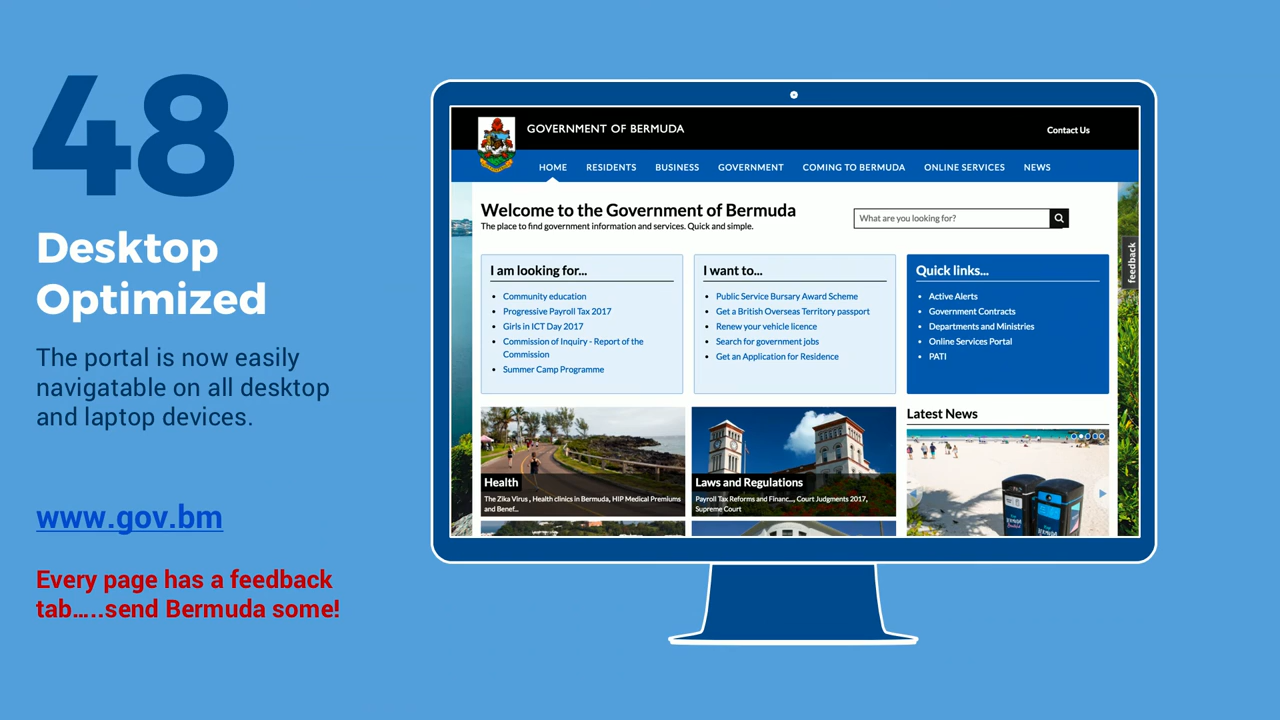 48
Desktop
Optimized
The portal is now easily
navigatable on all desktop
and laptop devices.
www.gov.bm
Every page has a feedback
tab…..send Bermuda some!
GOVERNMENT OF BERMUDA
Contact Us
HOME RESIDENTS BUSINESS GOVERNMENT COMING TO BERMUDA ONLINE SERVICES NEWS
Welcome to the Government of Bermuda
The place to find government information and services. Quick and simple.
What are you looking for?
feedback
I am looking for...
• Community education
• Progressive Payroll Tax 2017
• Girls in ICT Day 2017
• Commission of Inquiry - Report of the
Commission
• Summer Camp Programme
I want to...
• Public Service Bursary Award Scheme
• Get a British Overseas Territory passport
• Renew your vehicle licence
• Search for government jobs
• Get an Application for Residence
Quick links...
• Active Alerts
• Government Contracts
• Departments and Ministries
• Online Services Portal
• PATI
Health
The Zika Virus , Health clinics in Bermuda, HIP Medical Premiums
and Benef...
Laws and Regulations
Payroll Tax Reforms and Financ..., Court Judgments 2017,
Supreme Court
Latest News